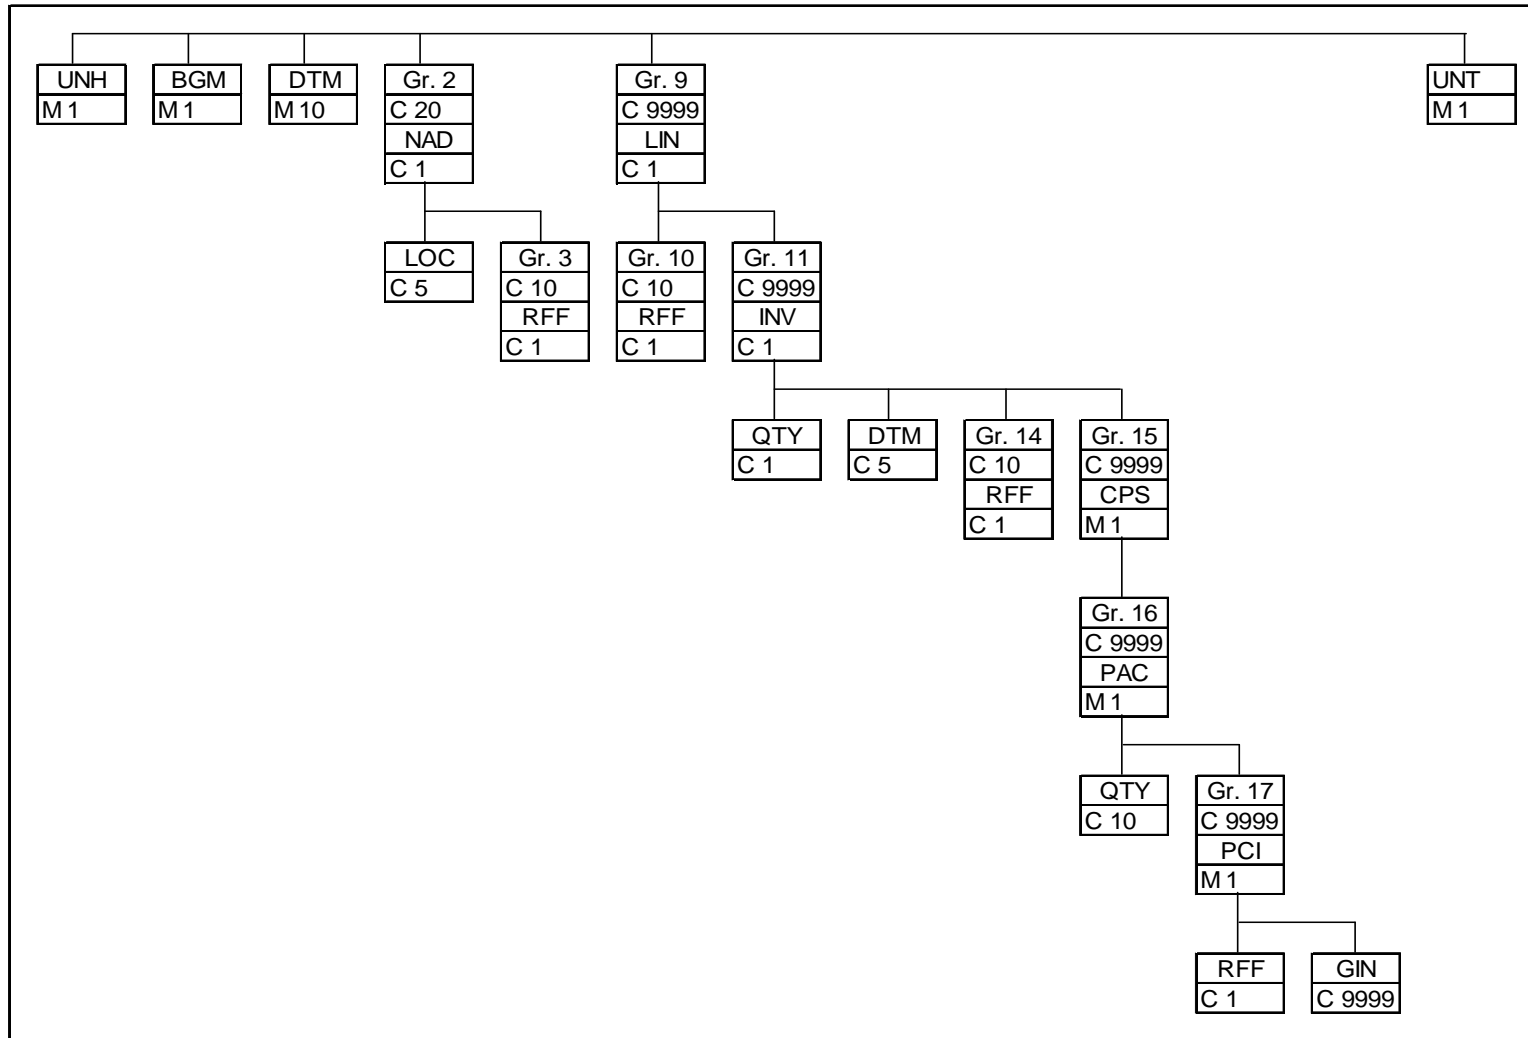 UNH BGM DTM Gr. 2 Gr. 9 UNT
M 1 M 1 M 10 C 20 C 9999 M 1
NAD LIN
C 1 C 1
LOC Gr. 3 Gr. 10 Gr. 11
C 5 C 10 C 10 C 9999
RFF RFF INV
C 1 C 1 C 1
QTY DTM Gr. 14 Gr. 15
C 1 C 5 C 10 C 9999
RFF CPS
C 1 M 1
Gr. 16
C 9999
PAC
M 1
QTY Gr. 17
C 10 C 9999
PCI
M 1
RFF GIN
C 1 C 9999